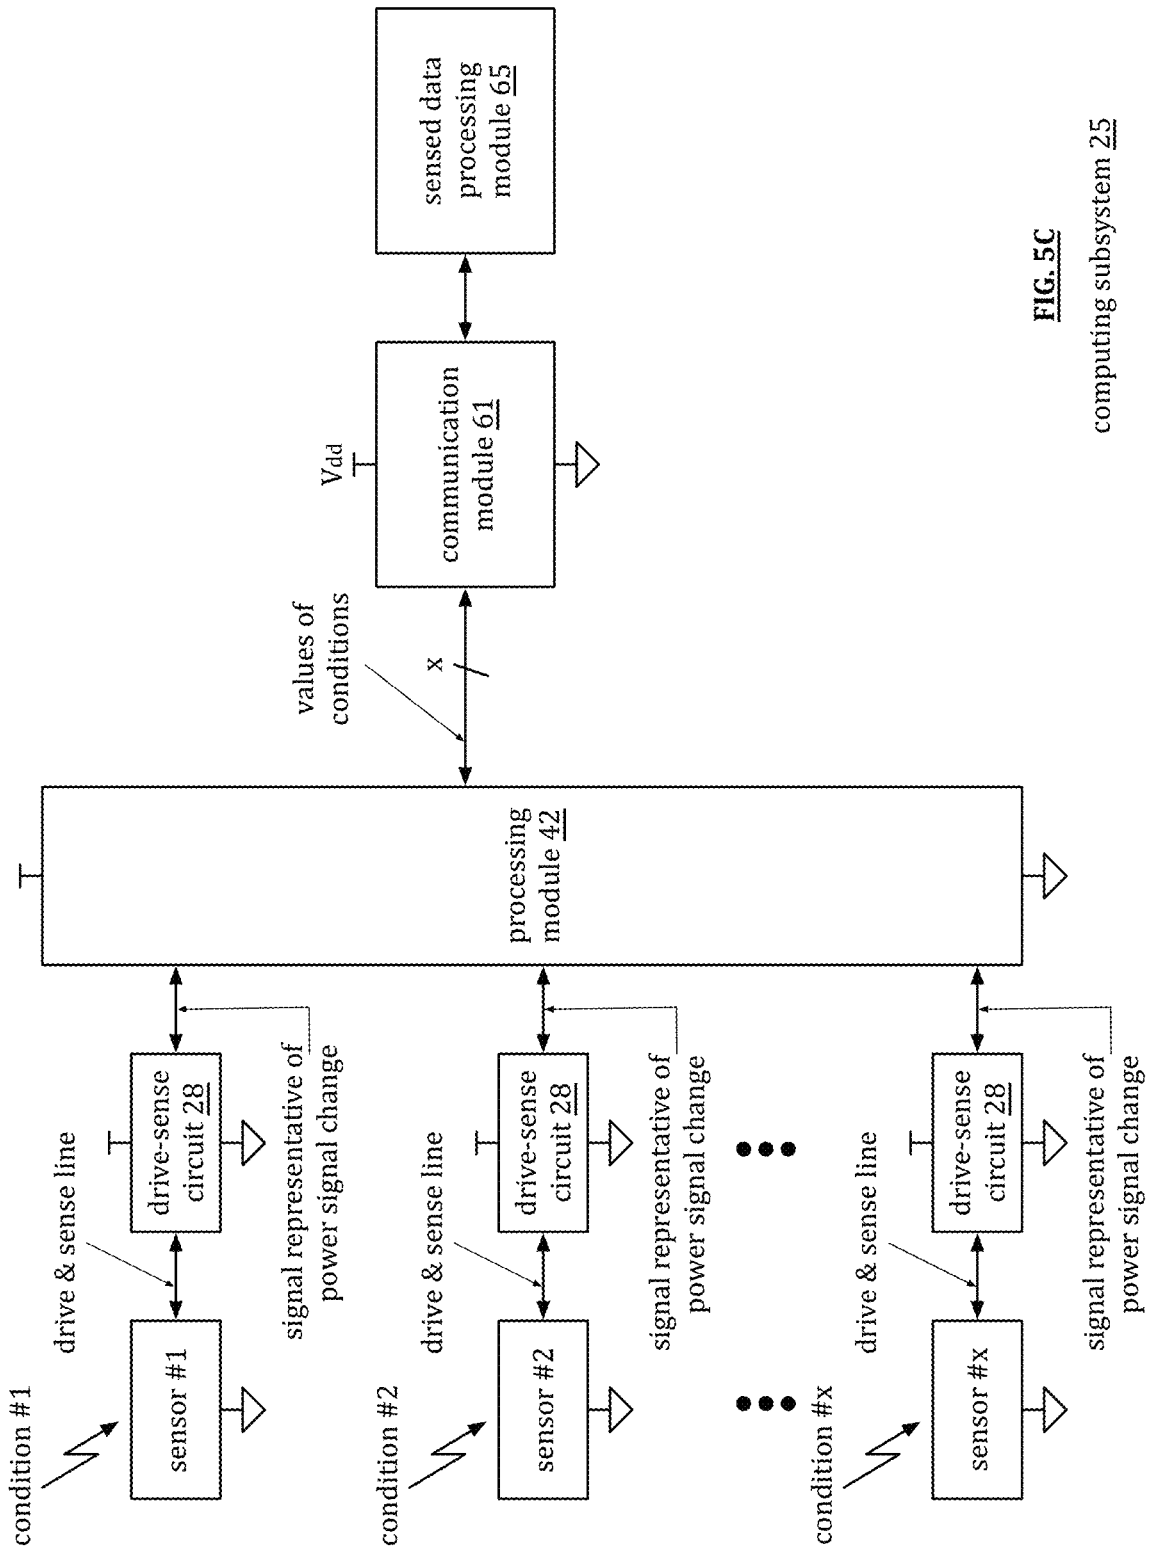 condition #1
sensor #1
drive & sense line
drive-sense
circuit 28
signal representative of
power signal change
condition #2
sensor #2
drive & sense line
drive-sense
circuit 28
signal representative of
power signal change
condition #x
sensor #x
drive & sense line
drive-sense
circuit 28
signal representative of
power signal change
processing
module 42
values of
conditions
x
Vdd
communication
module 61
sensed data
processing
module 65
FIG. 5C
computing subsystem 25